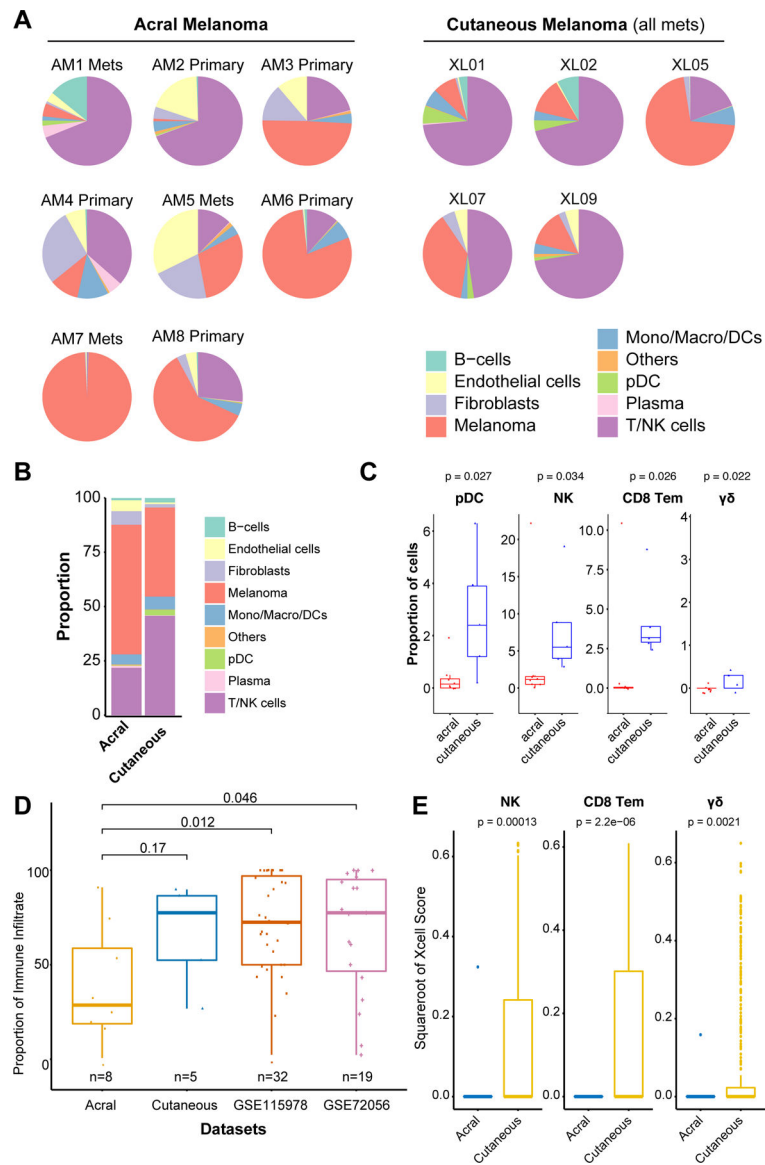 A
Acral Melanoma
Cutaneous Melanoma (all mets)
AM1 Mets
AM2 Primary
AM3 Primary
XL01
XL02
XL05
AM4 Primary
AM5 Mets
AM6 Primary
XL07
XL09
AM7 Mets
AM8 Primary
B−cells
Endothelial cells
Fibroblasts
Melanoma
Mono/Macro/DCs
Others
pDC
Plasma
T/NK cells
B
Proportion
100
75
50
25
0
Acral
Cutaneous
B−cells
Endothelial cells
Fibroblasts
Melanoma
Mono/Macro/DCs
Others
pDC
Plasma
T/NK cells
C
p = 0.027
p = 0.034
p = 0.026
p = 0.022
pDC
NK
CD8 Tem
γδ
Proportion of cells
6
4
2
0
20
15
10
5
0
10.0
7.5
5.0
2.5
0.0
4
3
2
1
0
acral
cutaneous
acral
cutaneous
acral
cutaneous
acral
cutaneous
D
0.046
0.012
0.17
Proportion of Immune Infiltrate
100
50
0
n=8
n=5
n=32
n=19
Acral
Cutaneous
GSE115978
GSE72056
Datasets
E
NK
CD8 Tem
γδ
p = 0.00013
p = 2.2e−06
p = 0.0021
Squareroot of Xcell Score
0.6
0.4
0.2
0.0
0.6
0.4
0.2
0.0
0.6
0.4
0.2
0.0
Acral
Cutaneous
Acral
Cutaneous
Acral
Cutaneous